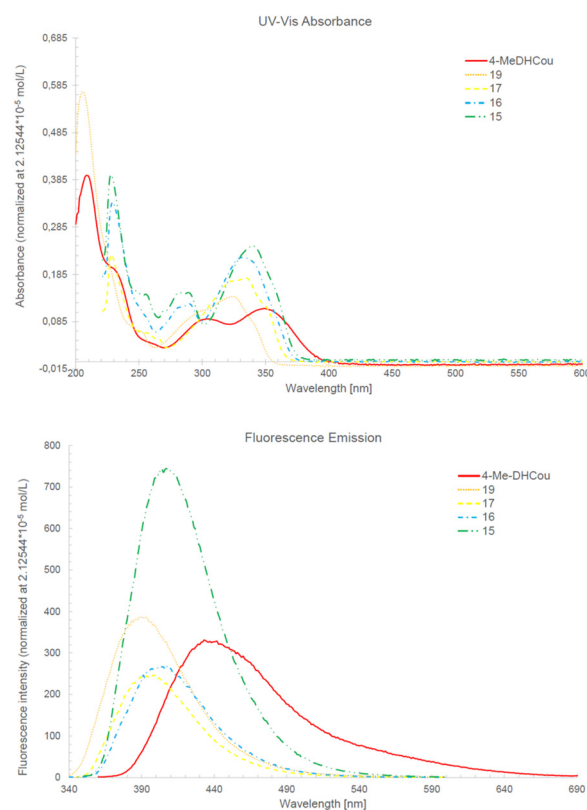 UV-Vis Absorbance
0,685
0,585
0,485
0,385
0,285
0,185
0,085
-0,015
Absorbance (normalized at 2.12544*10⁻⁵ mol/L)
4-MeDHCou
19
17
16
15
200 250 300 350 400 450 500 550 600
Wavelength [nm]
Fluorescence Emission
800
700
600
500
400
300
200
100
0
Fluorescence intensity (normalized at 2.12544*10⁻⁵ mol/L)
4-Me-DHCou
19
17
16
15
340 390 440 490 540 590 640 690
Wavelength [nm]